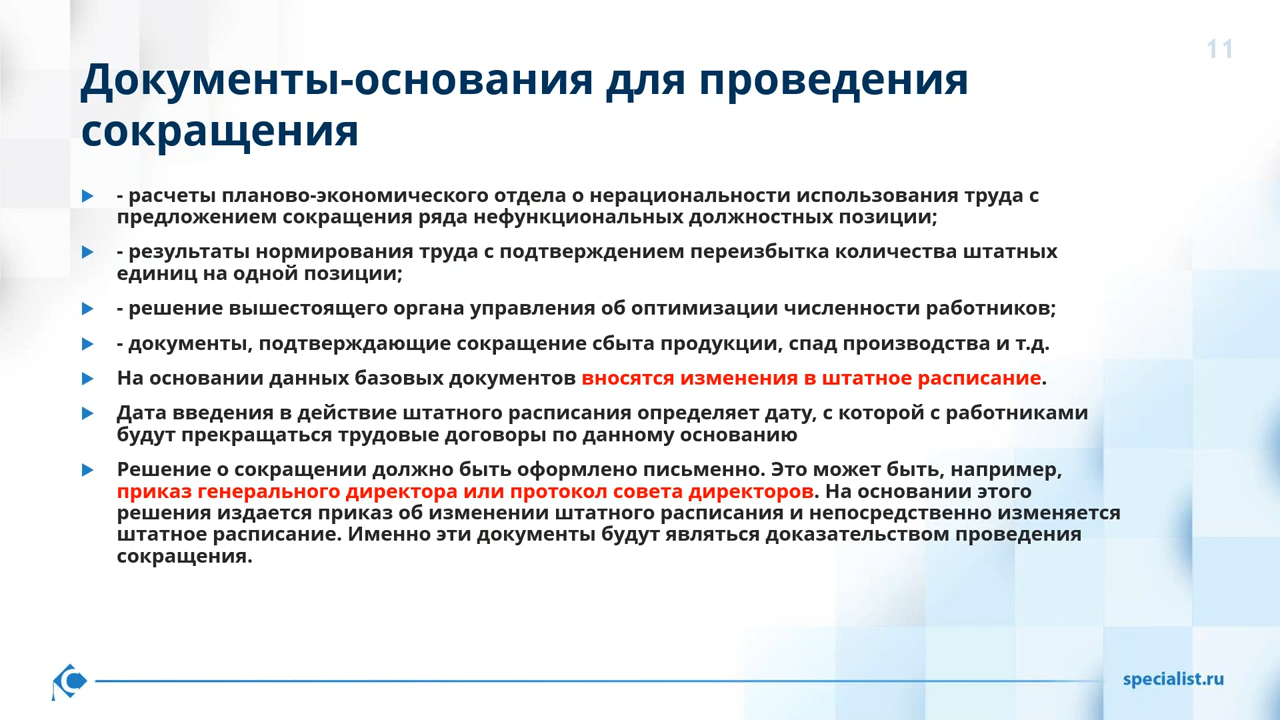 11
Документы-основания для проведения
сокращения
- расчеты планово-экономического отдела о нерациональности использования труда с
предложением сокращения ряда нефункциональных должностных позиции;
- результаты нормирования труда с подтверждением переизбытка количества штатных
единиц на одной позиции;
- решение вышестоящего органа управления об оптимизации численности работников;
- документы, подтверждающие сокращение сбыта продукции, спад производства и т.д.
На основании данных базовых документов вносятся изменения в штатное расписание.
Дата введения в действие штатного расписания определяет дату, с которой с работниками
будут прекращаться трудовые договоры по данному основанию
Решение о сокращении должно быть оформлено письменно. Это может быть, например,
приказ генерального директора или протокол совета директоров. На основании этого
решения издается приказ об изменении штатного расписания и непосредственно изменяется
штатное расписание. Именно эти документы будут являться доказательством проведения
сокращения.
specialist.ru